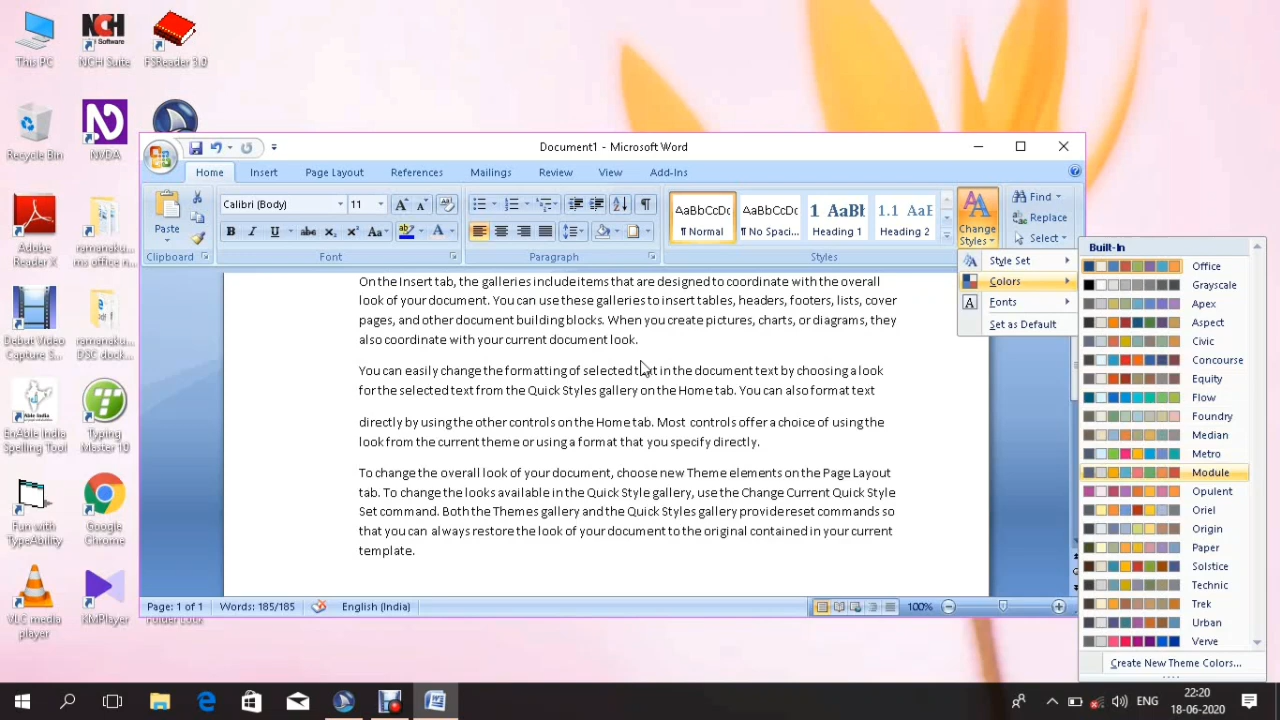 This PC
NCH Software
NCH Suite
FSReader 3.0
Recycle Bin
NVDA
Adobe
Reader X
ramansku...
ms office n...
Debut Video
Capture S...
ramansku...
DSC dock...
EnAble India
Spelling Tool
Typing
Master 10
Fun with
TypeAbility
Google
Chrome
VLC media
player
KMPlayer
Folder Lock
Document1 - Microsoft Word
Home Insert Page Layout References Mailings Review View Add-Ins
Paste
Clipboard
Calibri (Body) 11
Font
Paragraph
AaBbCcDc AaBbCcDc 1 AaBb 1.1 AaB
¶ Normal ¶ No Spaci... Heading 1 Heading 2
Styles
Change
Styles
Find
Replace
Select
Style Set
Colors
Fonts
Set as Default
Built-In
Office
Grayscale
Apex
Aspect
Civic
Concourse
Equity
Flow
Foundry
Median
Metro
Module
Opulent
Oriel
Origin
Paper
Solstice
Technic
Trek
Urban
Verve
Create New Theme Colors...
On the Insert tab, the galleries include items that are designed to coordinate with the overall
look of your document. You can use these galleries to insert tables, headers, footers, lists, cover
pages, and other document building blocks. When you create pictures, charts, or diagrams, they
also coordinate with your current document look.
You can easily change the formatting of selected text in the document text by choosing a look
for the selected text from the Quick Styles gallery on the Home tab. You can also format text
directly by using the other controls on the Home tab. Most controls offer a choice of using the
look from the current theme or using a format that you specify directly.
To change the overall look of your document, choose new Theme elements on the Page Layout
tab. To change the looks available in the Quick Style gallery, use the Change Current Quick Style
Set command. Both the Themes gallery and the Quick Styles gallery provide reset commands so
that you can always restore the look of your document to the original contained in your current
template.
Page: 1 of 1 Words: 185/185 English (India) 100%
ENG
22:20
18-06-2020